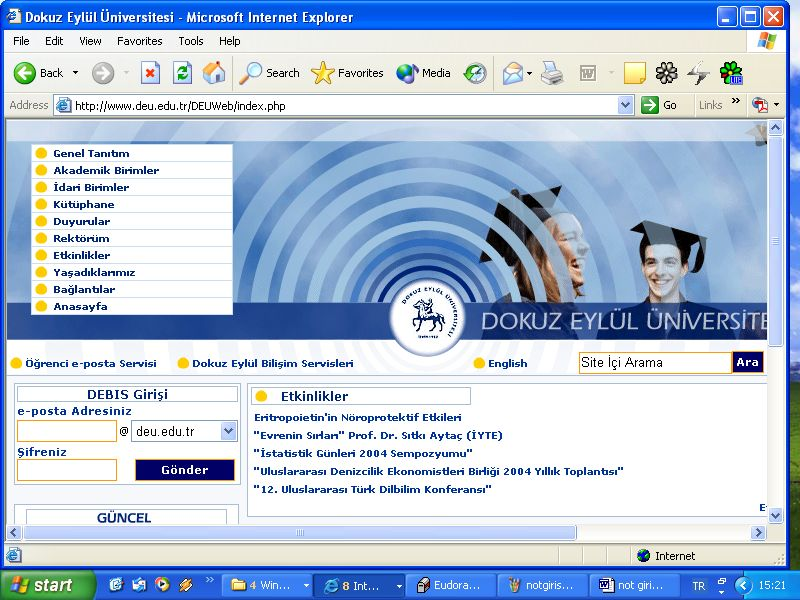 Dokuz Eylül Üniversitesi - Microsoft Internet Explorer
File Edit View Favorites Tools Help
Back Search Favorites Media
Address http://www.deu.edu.tr/DEUWeb/index.php Go Links »
Genel Tanıtım
Akademik Birimler
İdari Birimler
Kütüphane
Duyurular
Rektörüm
Etkinlikler
Yaşadıklarımız
Bağlantılar
Anasayfa
DOKUZ EYLÜL ÜNİVERSİTESİ
DOKUZ EYLÜL ÜNİVERSİTE
Öğrenci e-posta Servisi Dokuz Eylül Bilişim Servisleri English Site İçi Arama Ara
DEBIS Girişi
e-posta Adresiniz
@ deu.edu.tr
Şifreniz
Gönder
GÜNCEL
Etkinlikler
Eritropoietin'in Nöroprotektif Etkileri
"Evrenin Sırları" Prof. Dr. Sıtkı Aytaç (İYTE)
"İstatistik Günleri 2004 Sempozyumu"
"Uluslararası Denizcilik Ekonomistleri Birliği 2004 Yıllık Toplantısı"
"12. Uluslararası Türk Dilbilim Konferansı"
E
Internet
start » 4 Win... 8 Int... Eudora... notgiris... not giri... TR 15:21